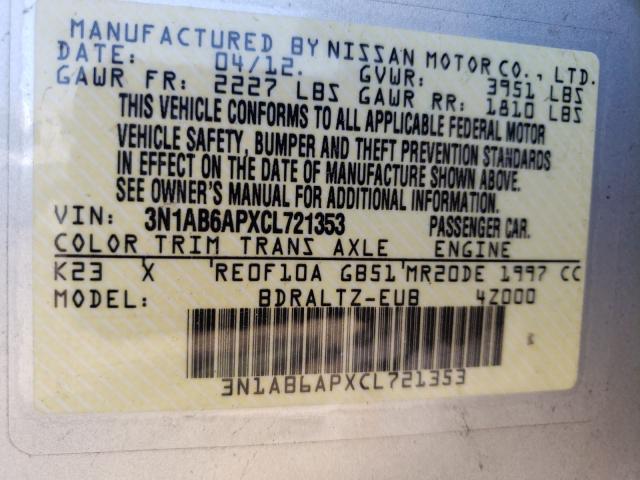 MANUFACTURED BY NISSAN MOTOR CO., LTD.
DATE: 04/12. GVWR: 3951 LBS
GAWR FR: 2227 LBS GAWR RR: 1810 LBS
THIS VEHICLE CONFORMS TO ALL APPLICABLE FEDERAL MOTOR
VEHICLE SAFETY, BUMPER AND THEFT PREVENTION STANDARDS
IN EFFECT ON THE DATE OF MANUFACTURE SHOWN ABOVE.
SEE OWNER'S MANUAL FOR ADDITIONAL INFORMATION.
VIN: 3N1AB6APXCL721353 PASSENGER CAR.
COLOR TRIM TRANS AXLE ENGINE
K23 X RE0F10A GB51 MR20DE 1997 CC
MODEL: BDRALTZ-EUB 4Z000
3N1AB6APXCL721353